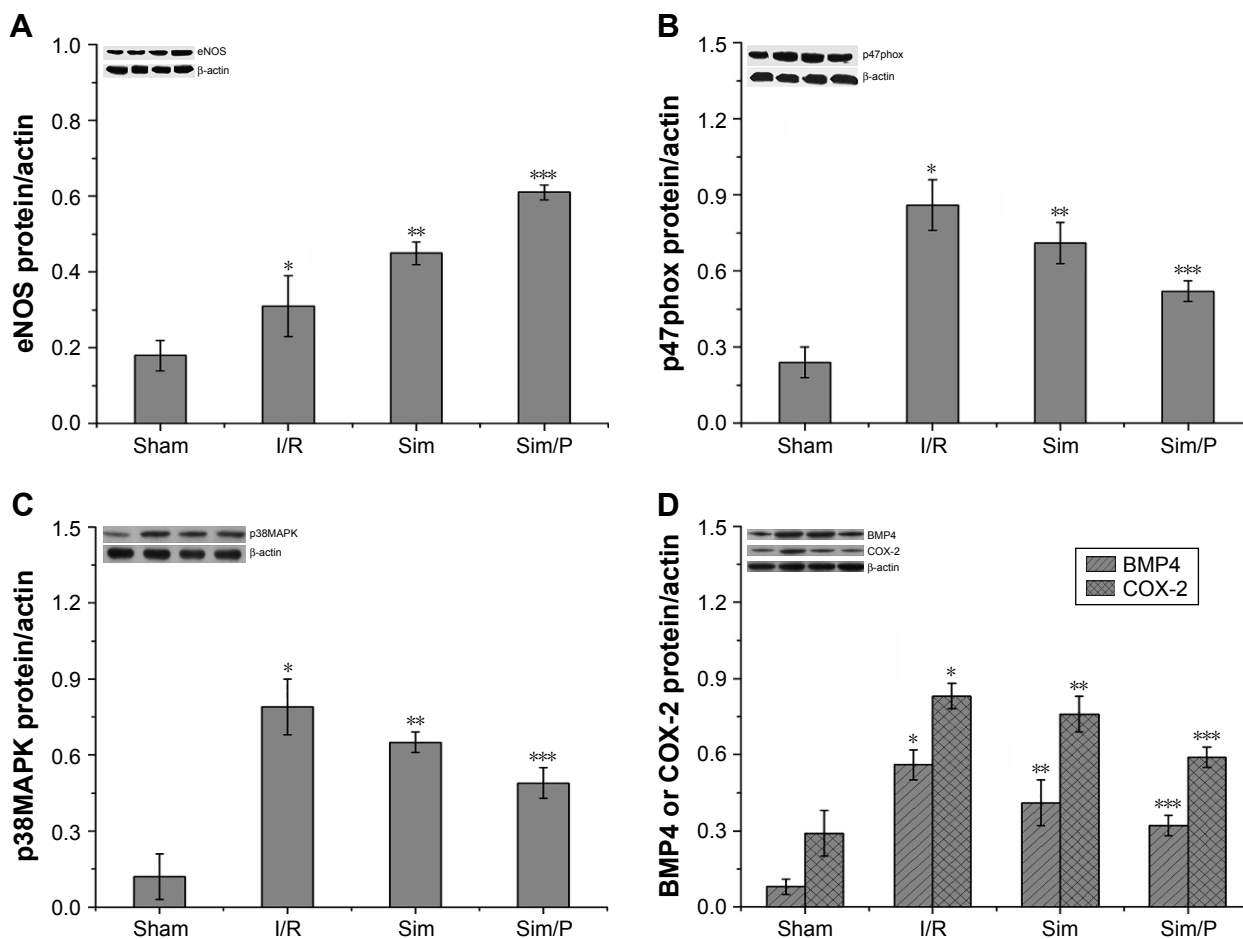 A
eNOS
β-actin
eNOS protein/actin
1.0
0.8
0.6
0.4
0.2
0.0
*
**
***
Sham I/R Sim Sim/P
B
p47phox
β-actin
p47phox protein/actin
1.5
1.2
0.9
0.6
0.3
0.0
*
**
***
Sham I/R Sim Sim/P
C
p38MAPK
β-actin
p38MAPK protein/actin
1.5
1.2
0.9
0.6
0.3
0.0
*
**
***
Sham I/R Sim Sim/P
D
BMP4
COX-2
β-actin
BMP4
COX-2
BMP4 or COX-2 protein/actin
1.5
1.2
0.9
0.6
0.3
0.0
* *
** **
*** ***
Sham I/R Sim Sim/P